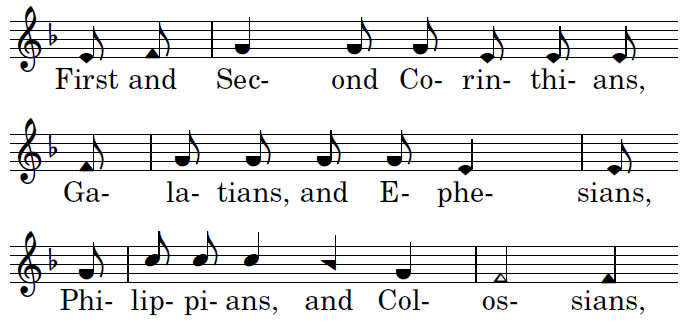 First and Sec- ond Co- rin- thi- ans,
Ga- la- tians, and E- phe- sians,
Phi- lip- pi- ans, and Col- os- sians,